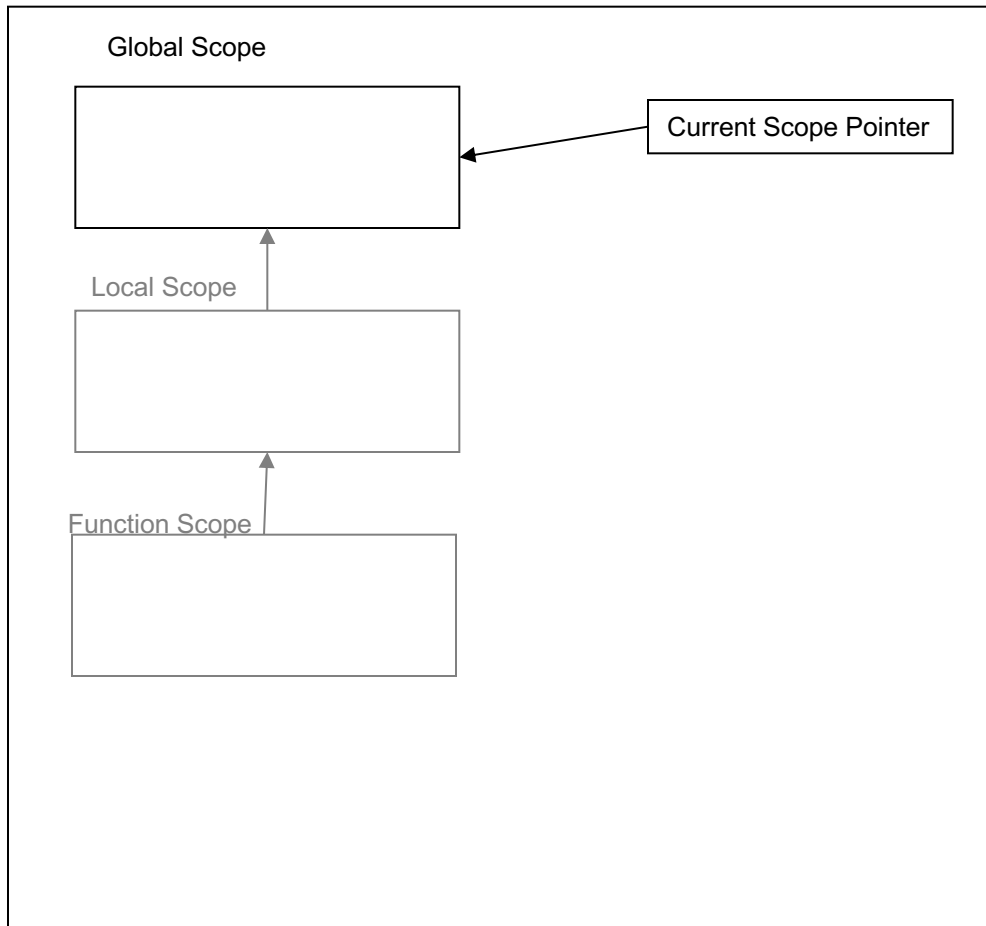 Global Scope
Current Scope Pointer
Local Scope
Function Scope